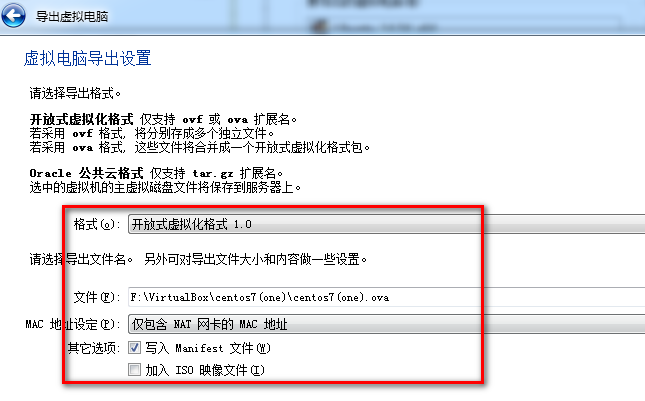 导出虚拟电脑
虚拟电脑导出设置
请选择导出格式。
开放式虚拟化格式 仅支持 ovf 或 ova 扩展名。
若采用 ovf 格式, 将分别存成多个独立文件。
若采用 ova 格式, 这些文件将合并成一个开放式虚拟化格式包。
Oracle 公共云格式 仅支持 tar.gz 扩展名。
选中的虚拟机的主虚拟磁盘文件将保存到服务器上。
格式(o): 开放式虚拟化格式 1.0
请选择导出文件名。 另外可对导出文件大小和内容做一些设置。
文件(F): F:\VirtualBox\centos7(one)\centos7(one).ova
MAC 地址设定(P): 仅包含 NAT 网卡的 MAC 地址
其它选项: 写入 Manifest 文件(W)
加入 ISO 映像文件(I)